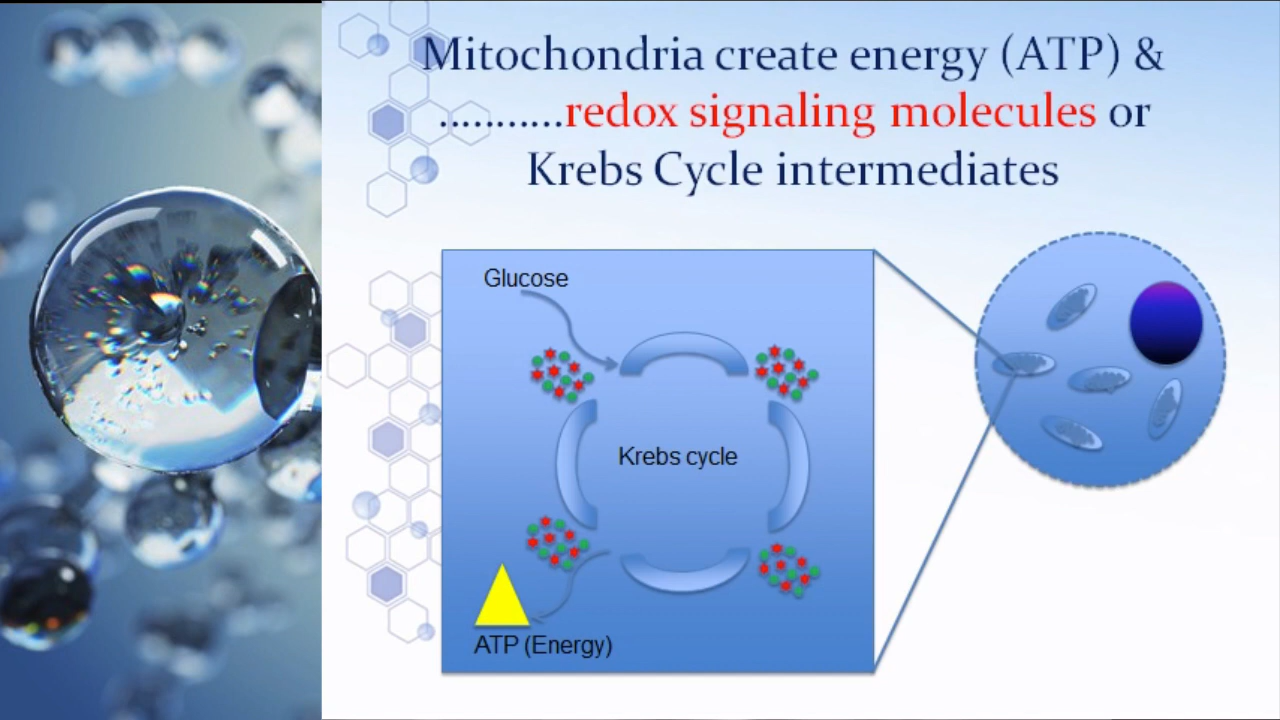 Mitochondria create energy (ATP) &
...........redox signaling molecules or
Krebs Cycle intermediates
Glucose
Krebs cycle
ATP (Energy)